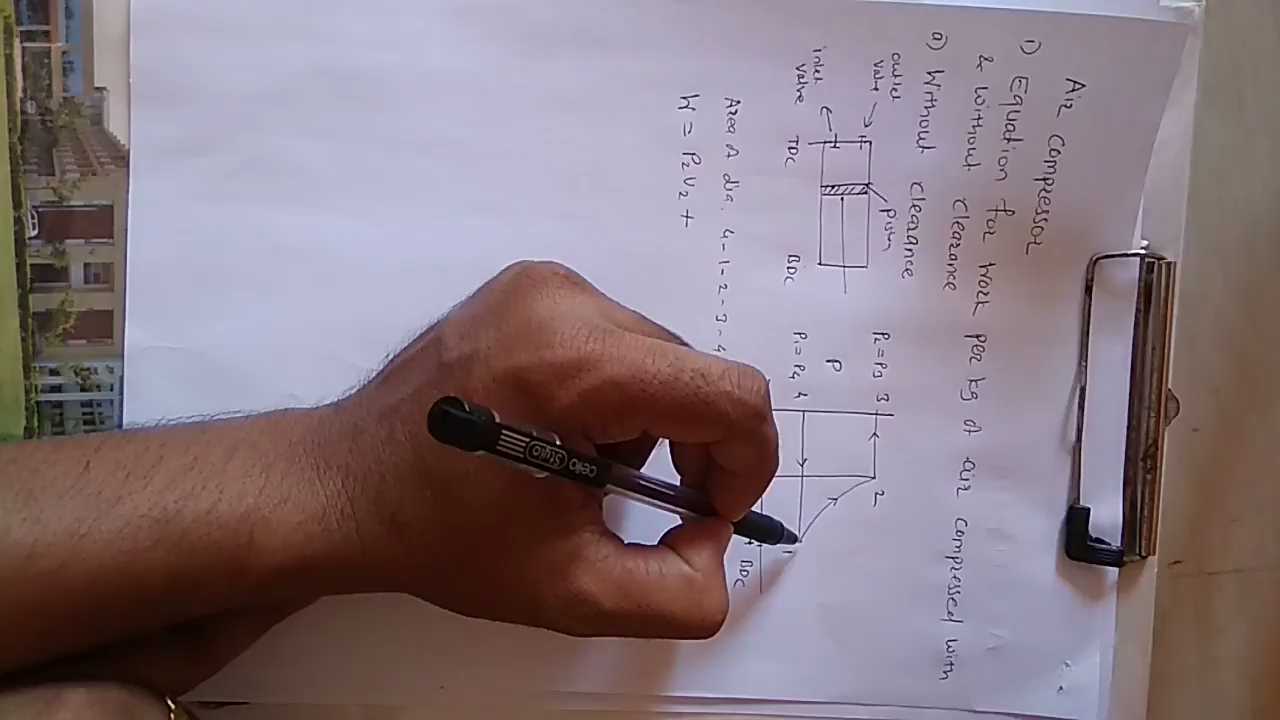 Air compressor
1) Equation for work per kg of air compressed with
& without clearance
a) Without clearance
outlet
valve
inlet
valve
Piston
TDC
BDC
P2 = P3 3
P
P1 = P4 4
2
1
BDC
Area of dia. 4-1-2-3-4
W = P2V2 +
cello
Stylo